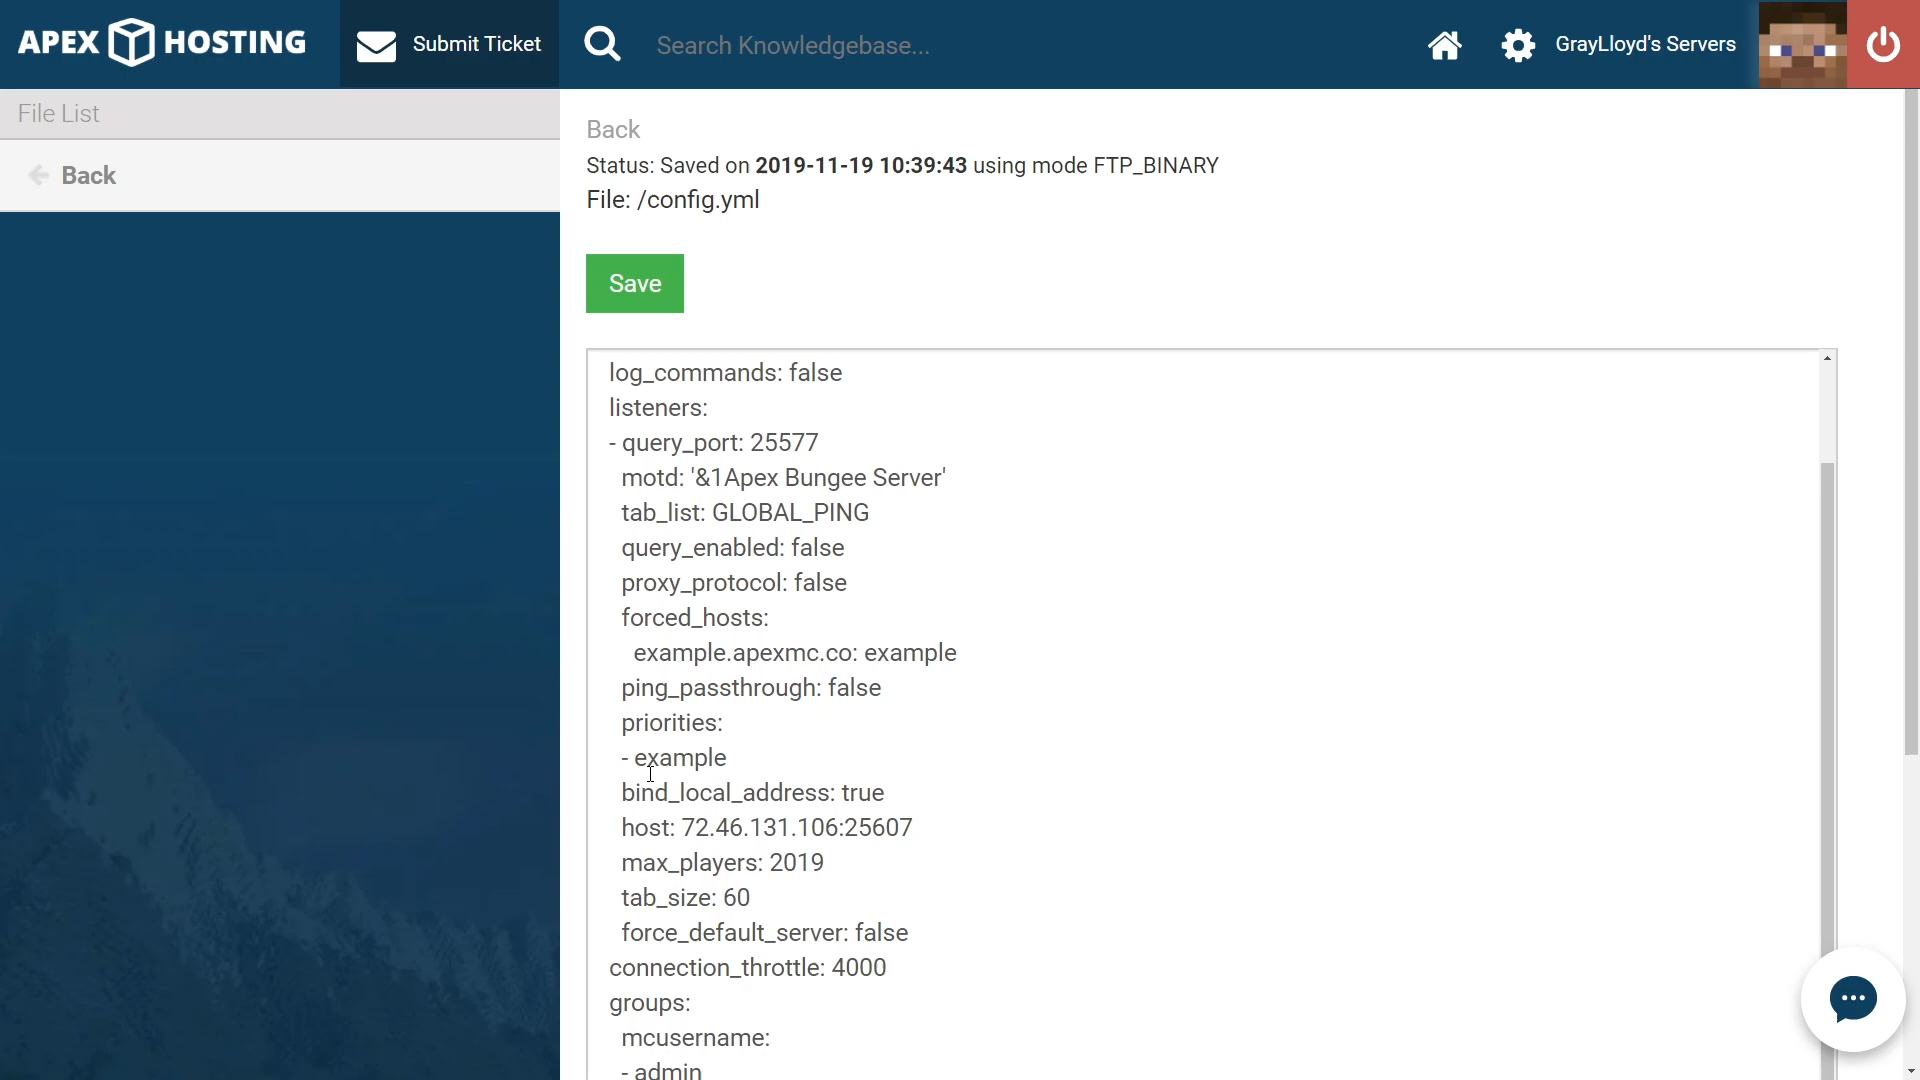 APEX HOSTING
Submit Ticket
Search Knowledgebase...
GrayLloyd's Servers
File List
Back
Back
Status: Saved on 2019-11-19 10:39:43 using mode FTP_BINARY
File: /config.yml
Save
log_commands: false
listeners:
- query_port: 25577
  motd: '&1Apex Bungee Server'
  tab_list: GLOBAL_PING
  query_enabled: false
  proxy_protocol: false
  forced_hosts:
    example.apexmc.co: example
  ping_passthrough: false
  priorities:
  - example
  bind_local_address: true
  host: 72.46.131.106:25607
  max_players: 2019
  tab_size: 60
  force_default_server: false
connection_throttle: 4000
groups:
  mcusername:
  - admin